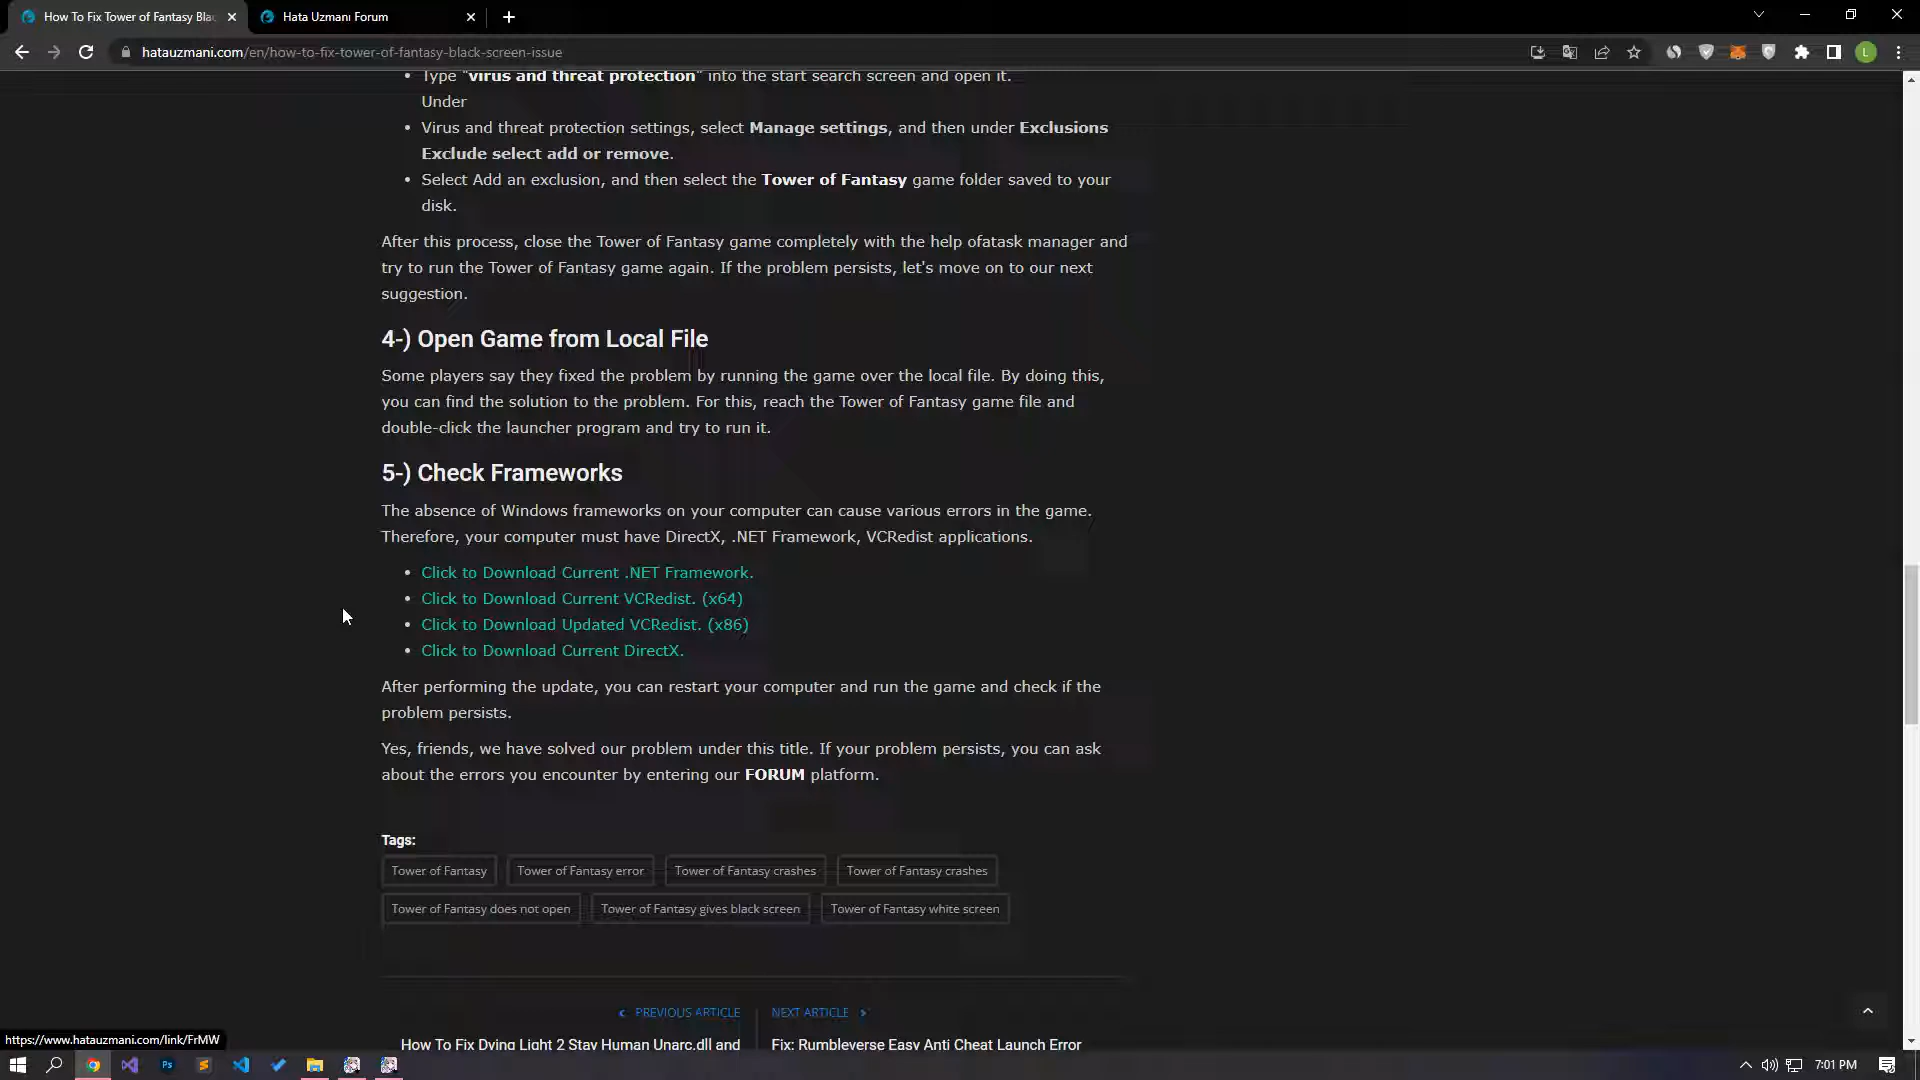 How To Fix Tower of Fantasy Bla
Hata Uzmanı Forum
hatauzmani.com/en/how-to-fix-tower-of-fantasy-black-screen-issue
L
Type "virus and threat protection" into the start search screen and open it.
Under
Virus and threat protection settings, select Manage settings, and then under Exclusions
Exclude select add or remove.
Select Add an exclusion, and then select the Tower of Fantasy game folder saved to your
disk.
After this process, close the Tower of Fantasy game completely with the help ofatask manager and
try to run the Tower of Fantasy game again. If the problem persists, let's move on to our next
suggestion.
4-) Open Game from Local File
Some players say they fixed the problem by running the game over the local file. By doing this,
you can find the solution to the problem. For this, reach the Tower of Fantasy game file and
double-click the launcher program and try to run it.
5-) Check Frameworks
The absence of Windows frameworks on your computer can cause various errors in the game.
Therefore, your computer must have DirectX, .NET Framework, VCRedist applications.
Click to Download Current .NET Framework.
Click to Download Current VCRedist. (x64)
Click to Download Updated VCRedist. (x86)
Click to Download Current DirectX.
After performing the update, you can restart your computer and run the game and check if the
problem persists.
Yes, friends, we have solved our problem under this title. If your problem persists, you can ask
about the errors you encounter by entering our FORUM platform.
Tags:
Tower of Fantasy Tower of Fantasy error Tower of Fantasy crashes Tower of Fantasy crashes
Tower of Fantasy does not open Tower of Fantasy gives black screen Tower of Fantasy white screen
PREVIOUS ARTICLE NEXT ARTICLE
How To Fix Dying Light 2 Stay Human Unarc.dll and Fix: Rumbleverse Easy Anti Cheat Launch Error
https://www.hatauzmani.com/link/FrMW
Ps
7:01 PM